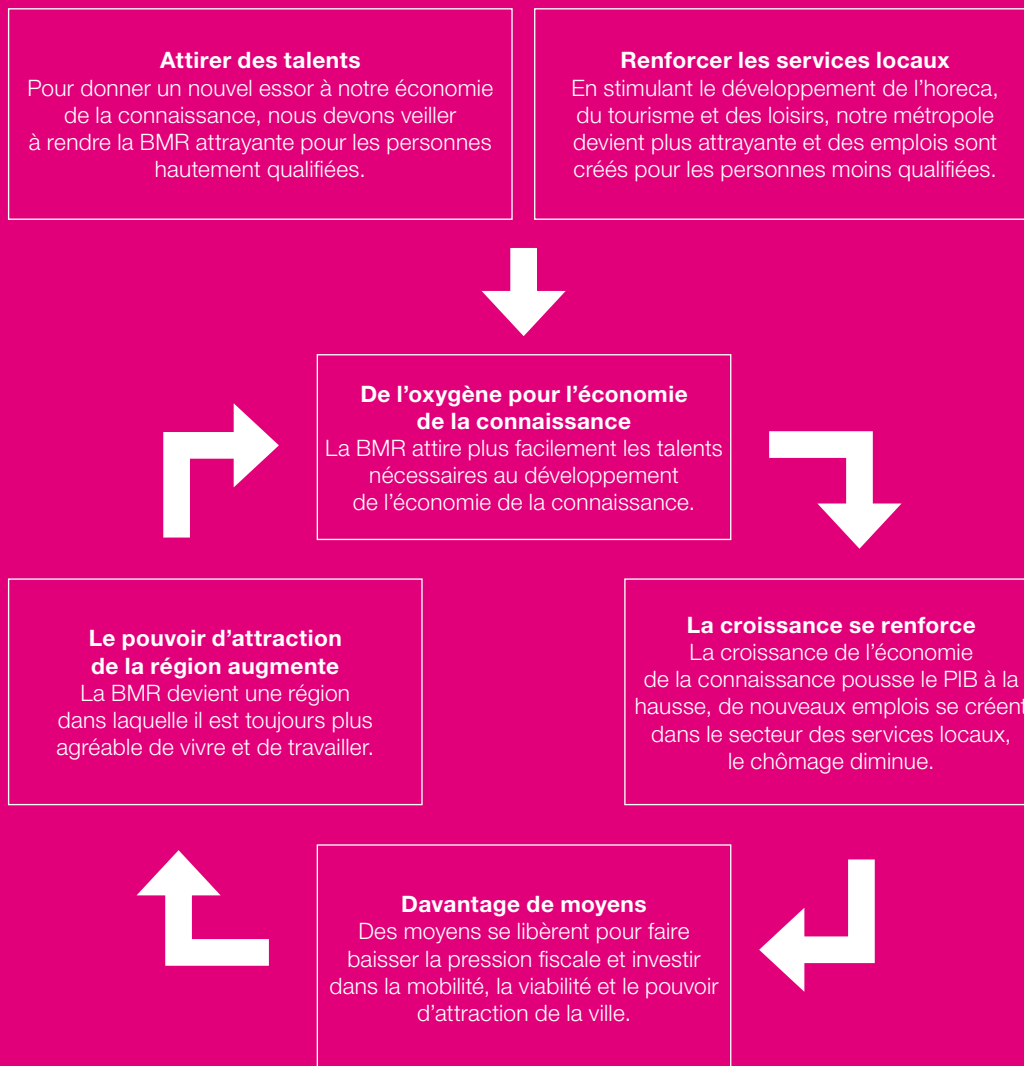 Attirer des talents
Pour donner un nouvel essor à notre économie
de la connaissance, nous devons veiller
à rendre la BMR attrayante pour les personnes
hautement qualifiées.
Renforcer les services locaux
En stimulant le développement de l’horeca,
du tourisme et des loisirs, notre métropole
devient plus attrayante et des emplois sont
créés pour les personnes moins qualifiées.
De l’oxygène pour l’économie
de la connaissance
La BMR attire plus facilement les talents
nécessaires au développement
de l’économie de la connaissance.
Le pouvoir d’attraction
de la région augmente
La BMR devient une région
dans laquelle il est toujours plus
agréable de vivre et de travailler.
La croissance se renforce
La croissance de l’économie
de la connaissance pousse le PIB à la
hausse, de nouveaux emplois se créent
dans le secteur des services locaux,
le chômage diminue.
Davantage de moyens
Des moyens se libèrent pour faire
baisser la pression fiscale et investir
dans la mobilité, la viabilité et le pouvoir
d’attraction de la ville.